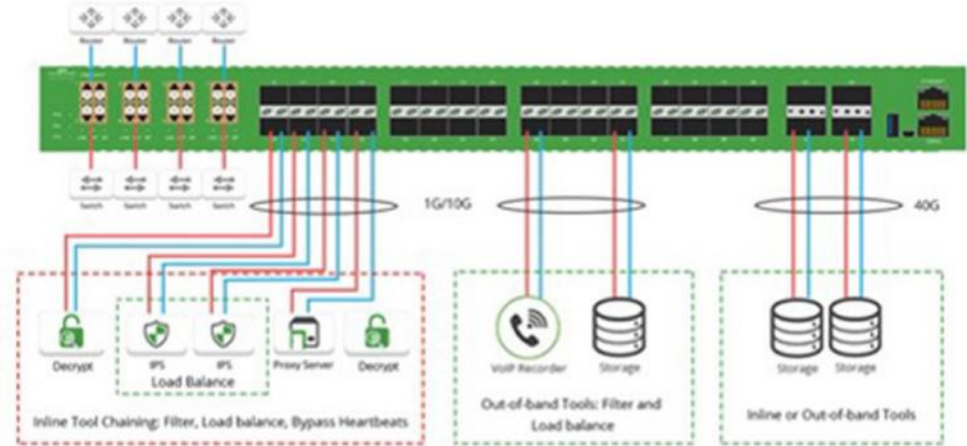 Router Router Router Router
Switch Switch Switch Switch
1G/10G
40G
Decrypt
IPS
IPS
Proxy Server
Decrypt
Load Balance
Inline Tool Chaining: Filter, Load balance, Bypass Heartbeats
VoIP Recorder
Storage
Out-of-band Tools: Filter and
Load balance
Storage Storage
Inline or Out-of-band Tools